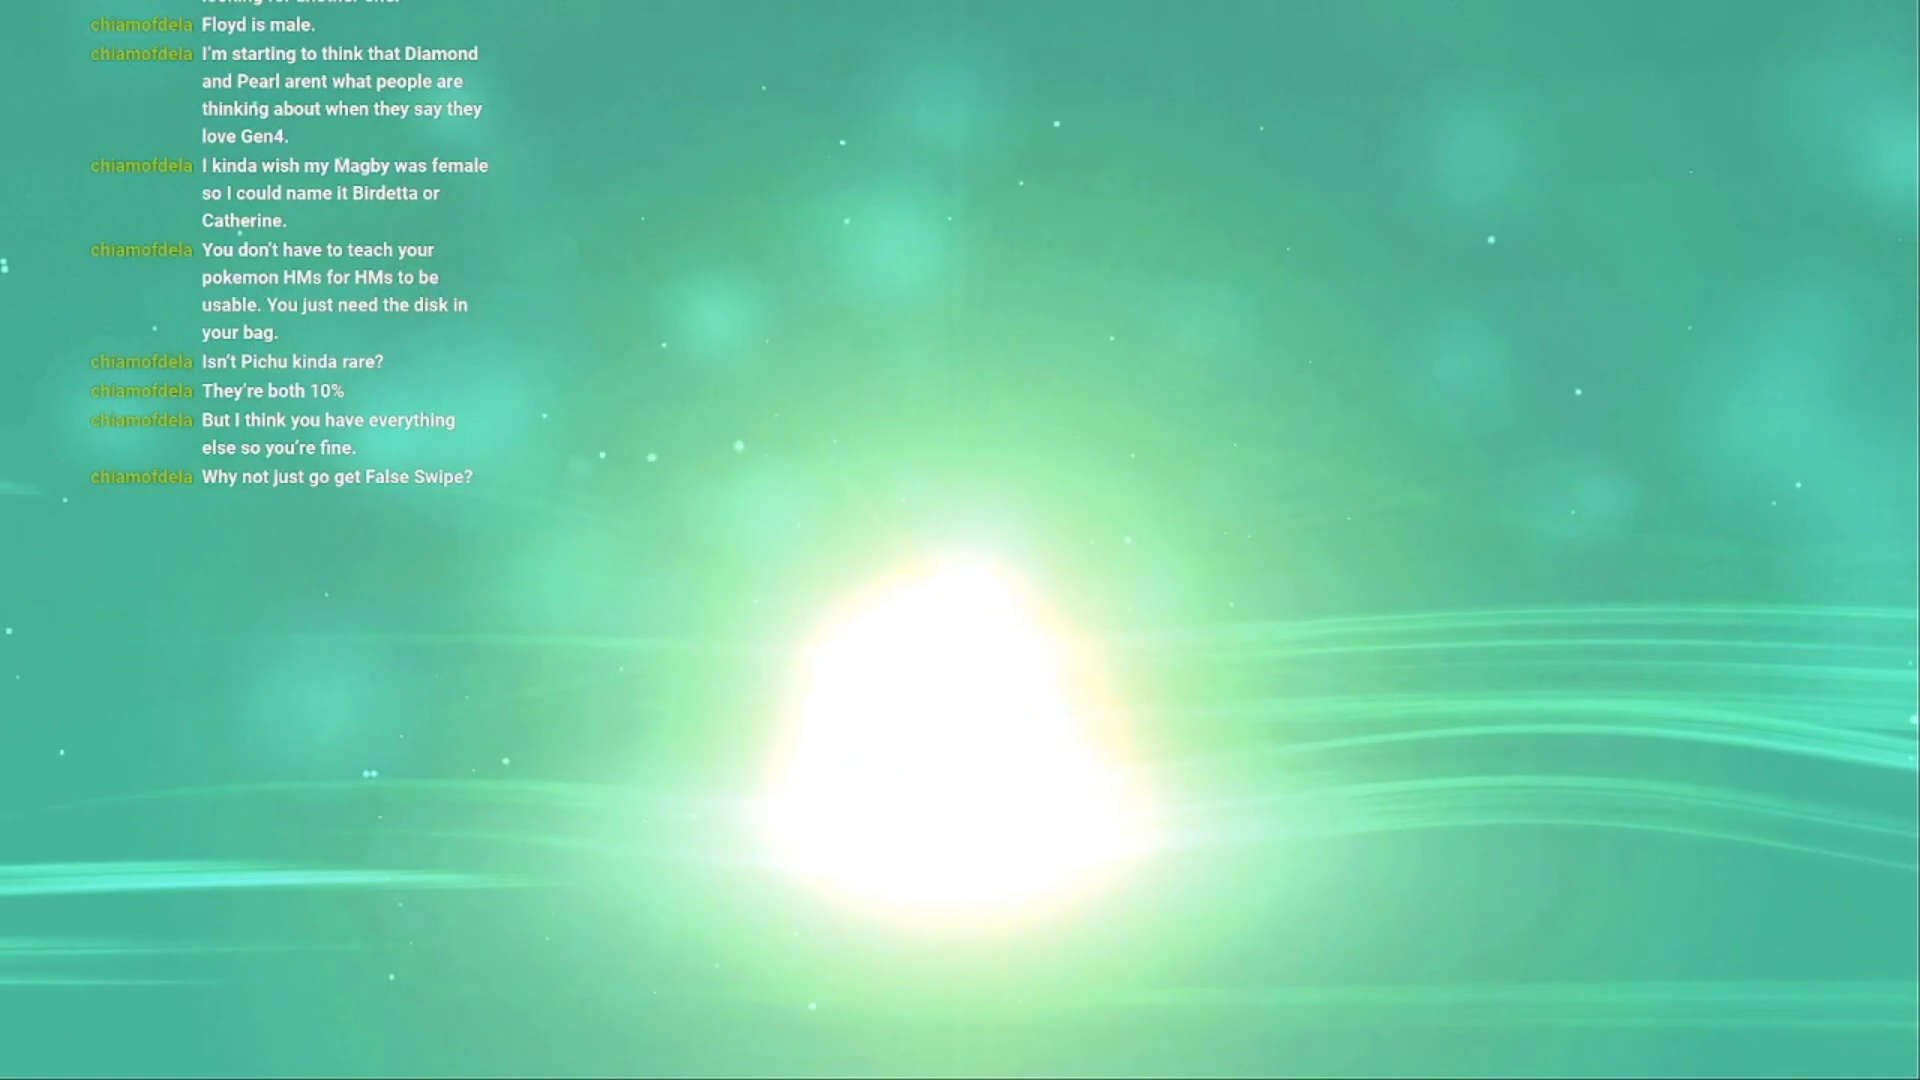 chiamofdela Floyd is male.
chiamofdela I'm starting to think that Diamond
and Pearl arent what people are
thinking about when they say they
love Gen4.
chiamofdela I kinda wish my Magby was female
so I could name it Birdetta or
Catherine.
chiamofdela You don't have to teach your
pokemon HMs for HMs to be
usable. You just need the disk in
your bag.
chiamofdela Isn't Pichu kinda rare?
chiamofdela They're both 10%
chiamofdela But I think you have everything
else so you're fine.
chiamofdela Why not just go get False Swipe?